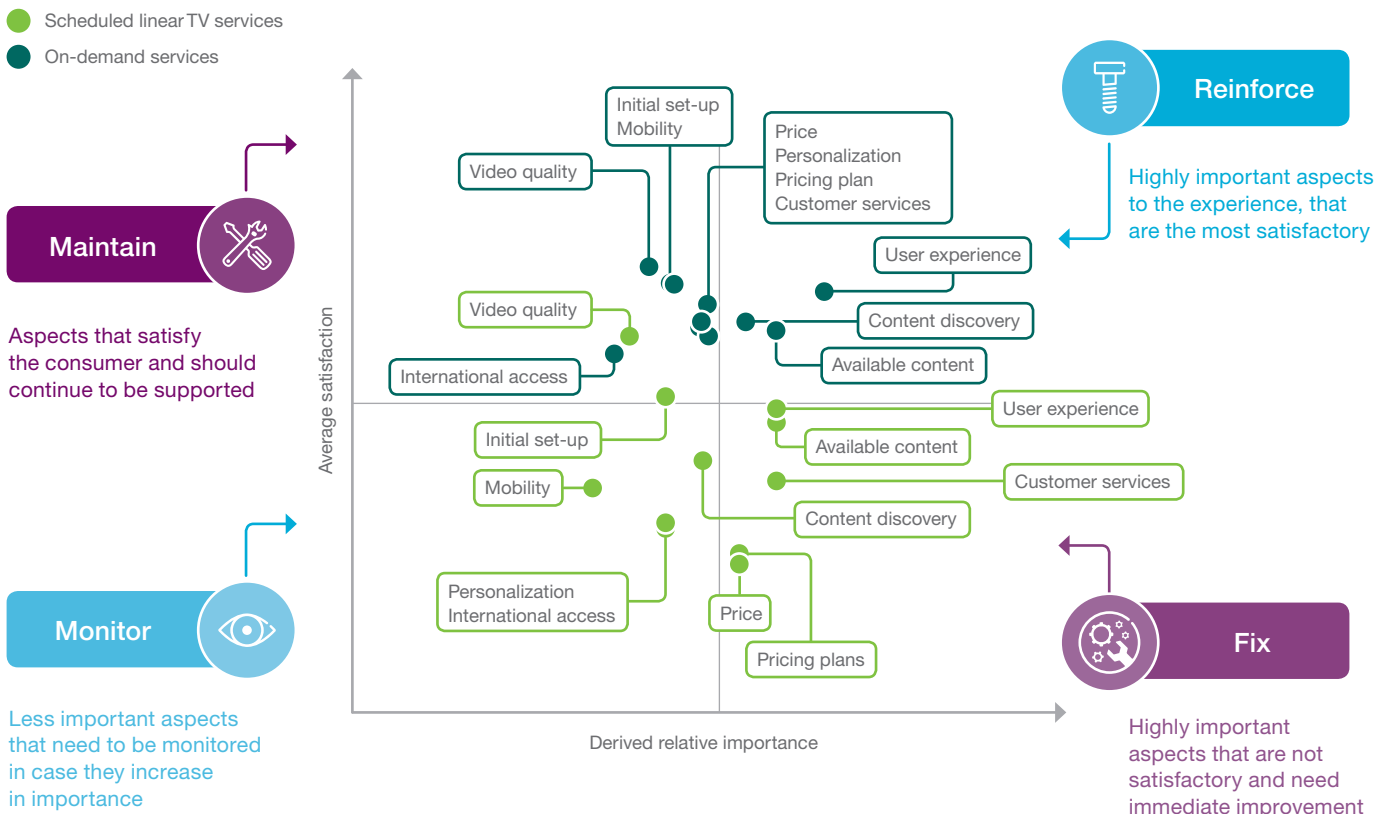 Scheduled linear TV services
On-demand services
Reinforce
Highly important aspects
to the experience, that
are the most satisfactory
Maintain
Aspects that satisfy
the consumer and should
continue to be supported
Initial set-up
Mobility
Price
Personalization
Pricing plan
Customer services
Video quality
User experience
Video quality
Content discovery
International access
Available content
Average satisfaction
User experience
Initial set-up
Available content
Mobility
Customer services
Content discovery
Personalization
International access
Price
Pricing plans
Derived relative importance
Monitor
Less important aspects
that need to be monitored
in case they increase
in importance
Fix
Highly important
aspects that are not
satisfactory and need
immediate improvement